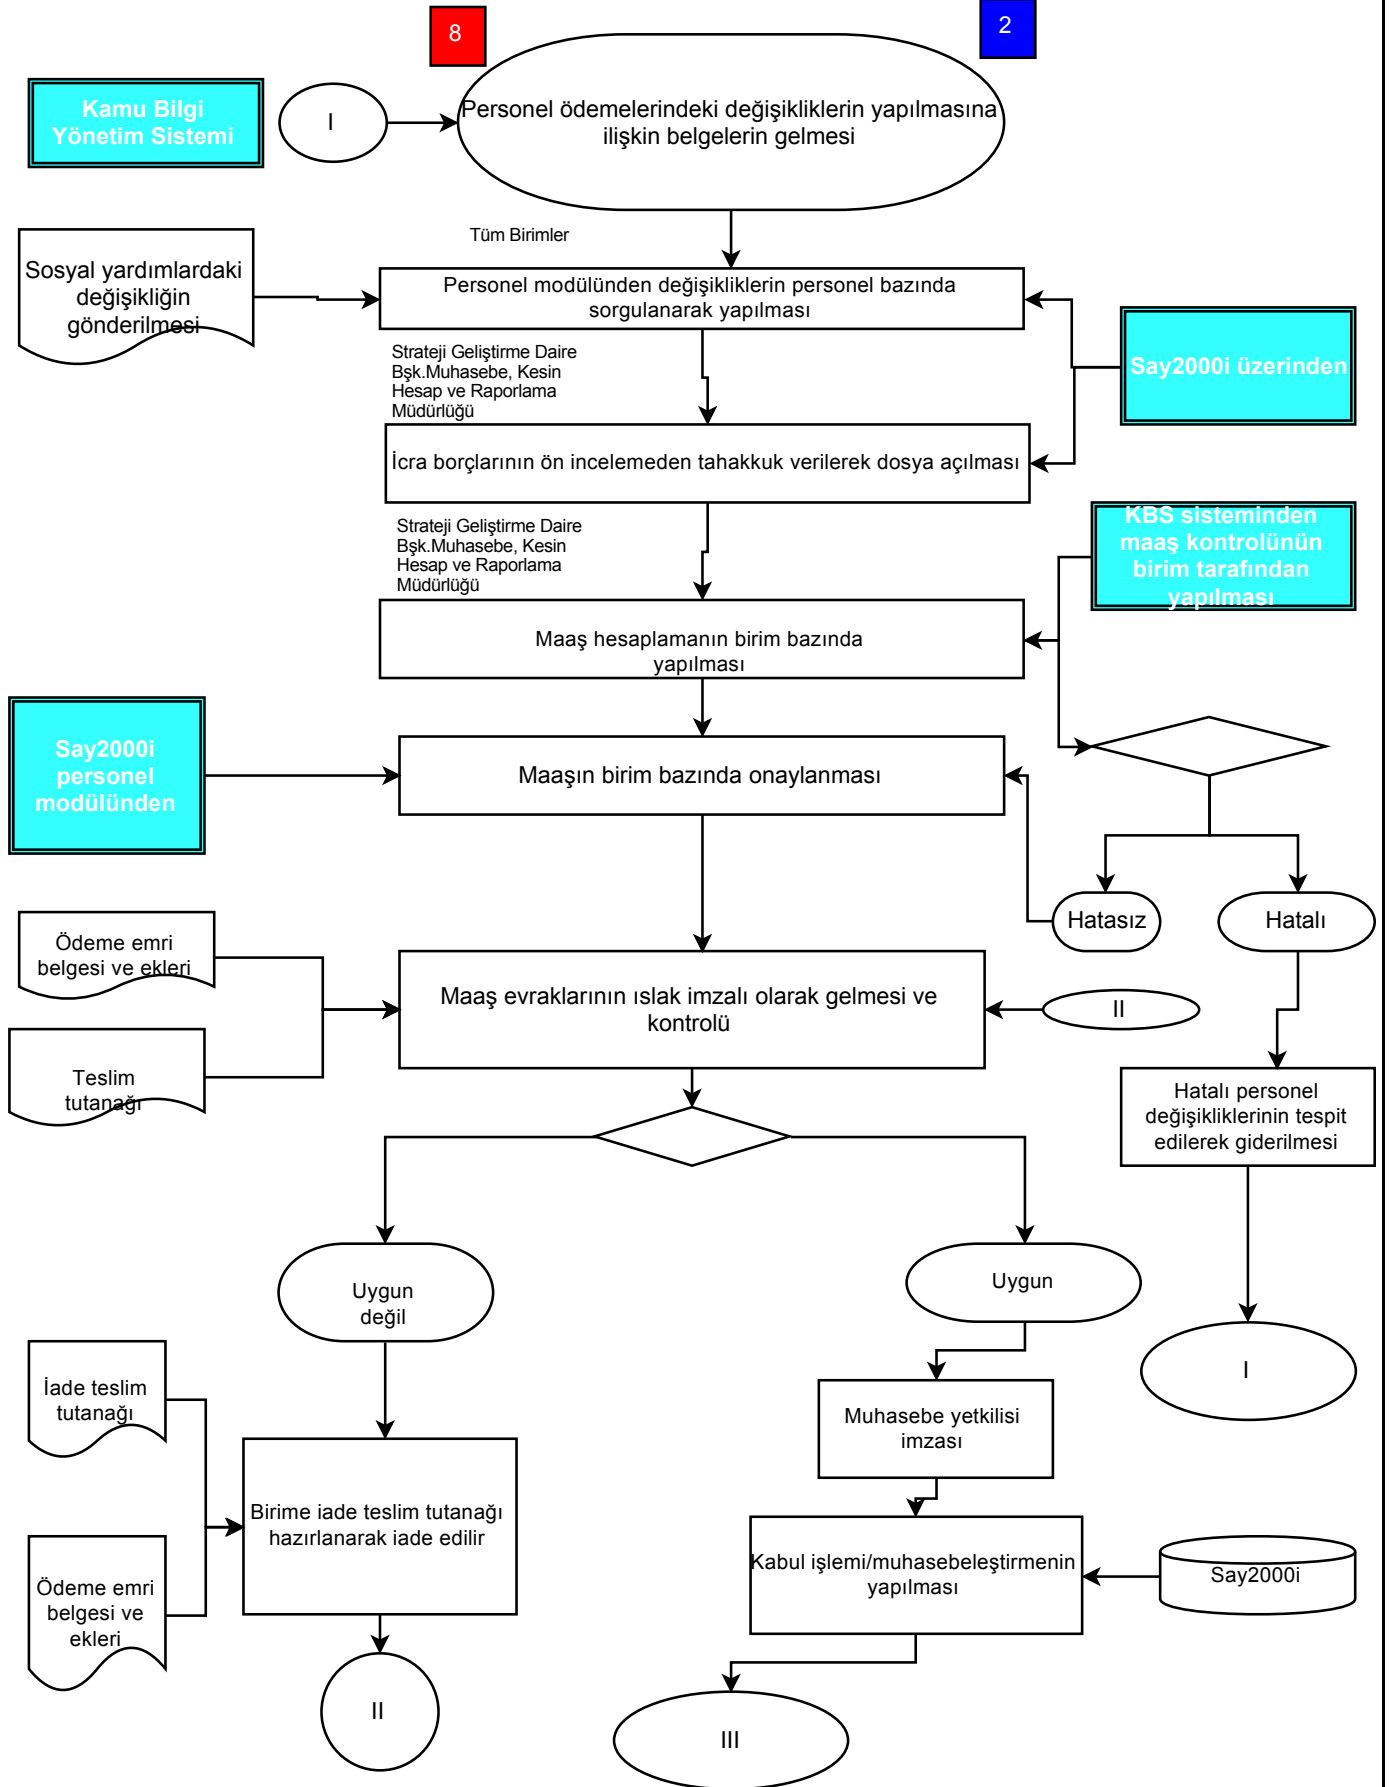 8
2
Kamu Bilgi
Yönetim Sistemi
I
Personel ödemelerindeki değişikliklerin yapılmasına
ilişkin belgelerin gelmesi
Tüm Birimler
Sosyal yardımlardaki
değişikliğin
gönderilmesi
Personel modülünden değişikliklerin personel bazında
sorgulanarak yapılması
Say2000i üzerinden
Strateji Geliştirme Daire
Bşk.Muhasebe, Kesin
Hesap ve Raporlama
Müdürlüğü
İcra borçlarının ön incelemeden tahakkuk verilerek dosya açılması
KBS sisteminden
maaş kontrolünün
birim tarafından
yapılması
Strateji Geliştirme Daire
Bşk.Muhasebe, Kesin
Hesap ve Raporlama
Müdürlüğü
Maaş hesaplamanın birim bazında
yapılması
Say2000i
personel
modülünden
Maaşın birim bazında onaylanması
Hatasız
Hatalı
Ödeme emri
belgesi ve ekleri
Maaş evraklarının ıslak imzalı olarak gelmesi ve
kontrolü
II
Teslim
tutanağı
Hatalı personel
değişikliklerinin tespit
edilerek giderilmesi
Uygun
değil
Uygun
I
İade teslim
tutanağı
Muhasebe yetkilisi
imzası
Birime iade teslim tutanağı
hazırlanarak iade edilir
Kabul işlemi/muhasebeleştirmenin
yapılması
Say2000i
Ödeme emri
belgesi ve
ekleri
II
III